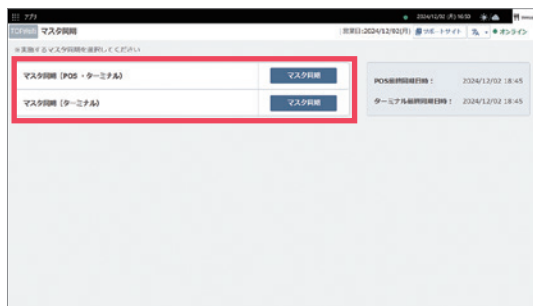 アプリ 2024/12/02 (月) 16:50
マスタ同期 営業日:2024/12/02(月) サポートサイト オンライン
※実施するマスタ同期を選択してください
マスタ同期 (POS・ターミナル) マスタ同期 POS最終同期日時: 2024/12/02 18:45
マスタ同期 (ターミナル) マスタ同期 ターミナル最終同期日時: 2024/12/02 18:45